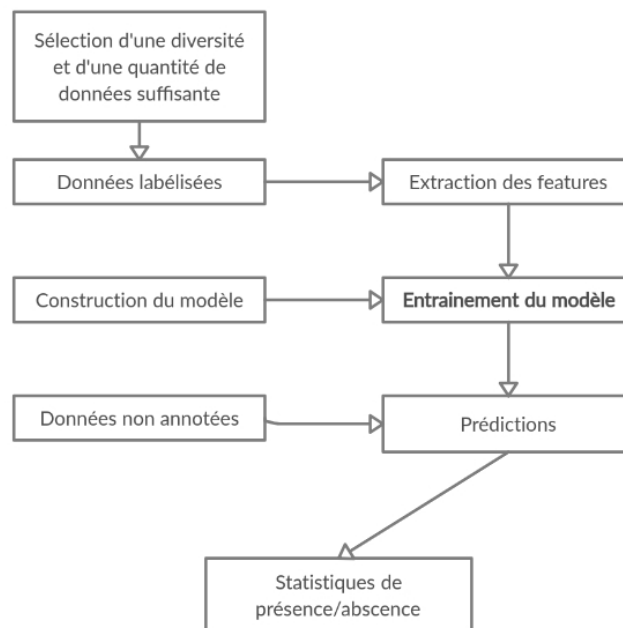 Sélection d'une diversité
et d'une quantité de
données suffisante
Données labélisées
Extraction des features
Construction du modèle
Entrainement du modèle
Données non annotées
Prédictions
Statistiques de
présence/abscence